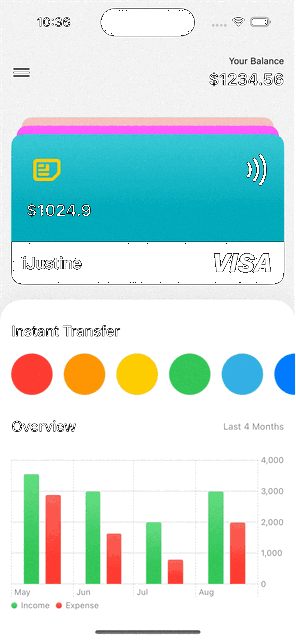 10:36
Your Balance
$1234.56
$1024.9
iJustine
VISA
Instant Transfer
Overview
Last 4 Months
4,000
3,000
2,000
1,000
0
May Jun Jul Aug
Income Expense